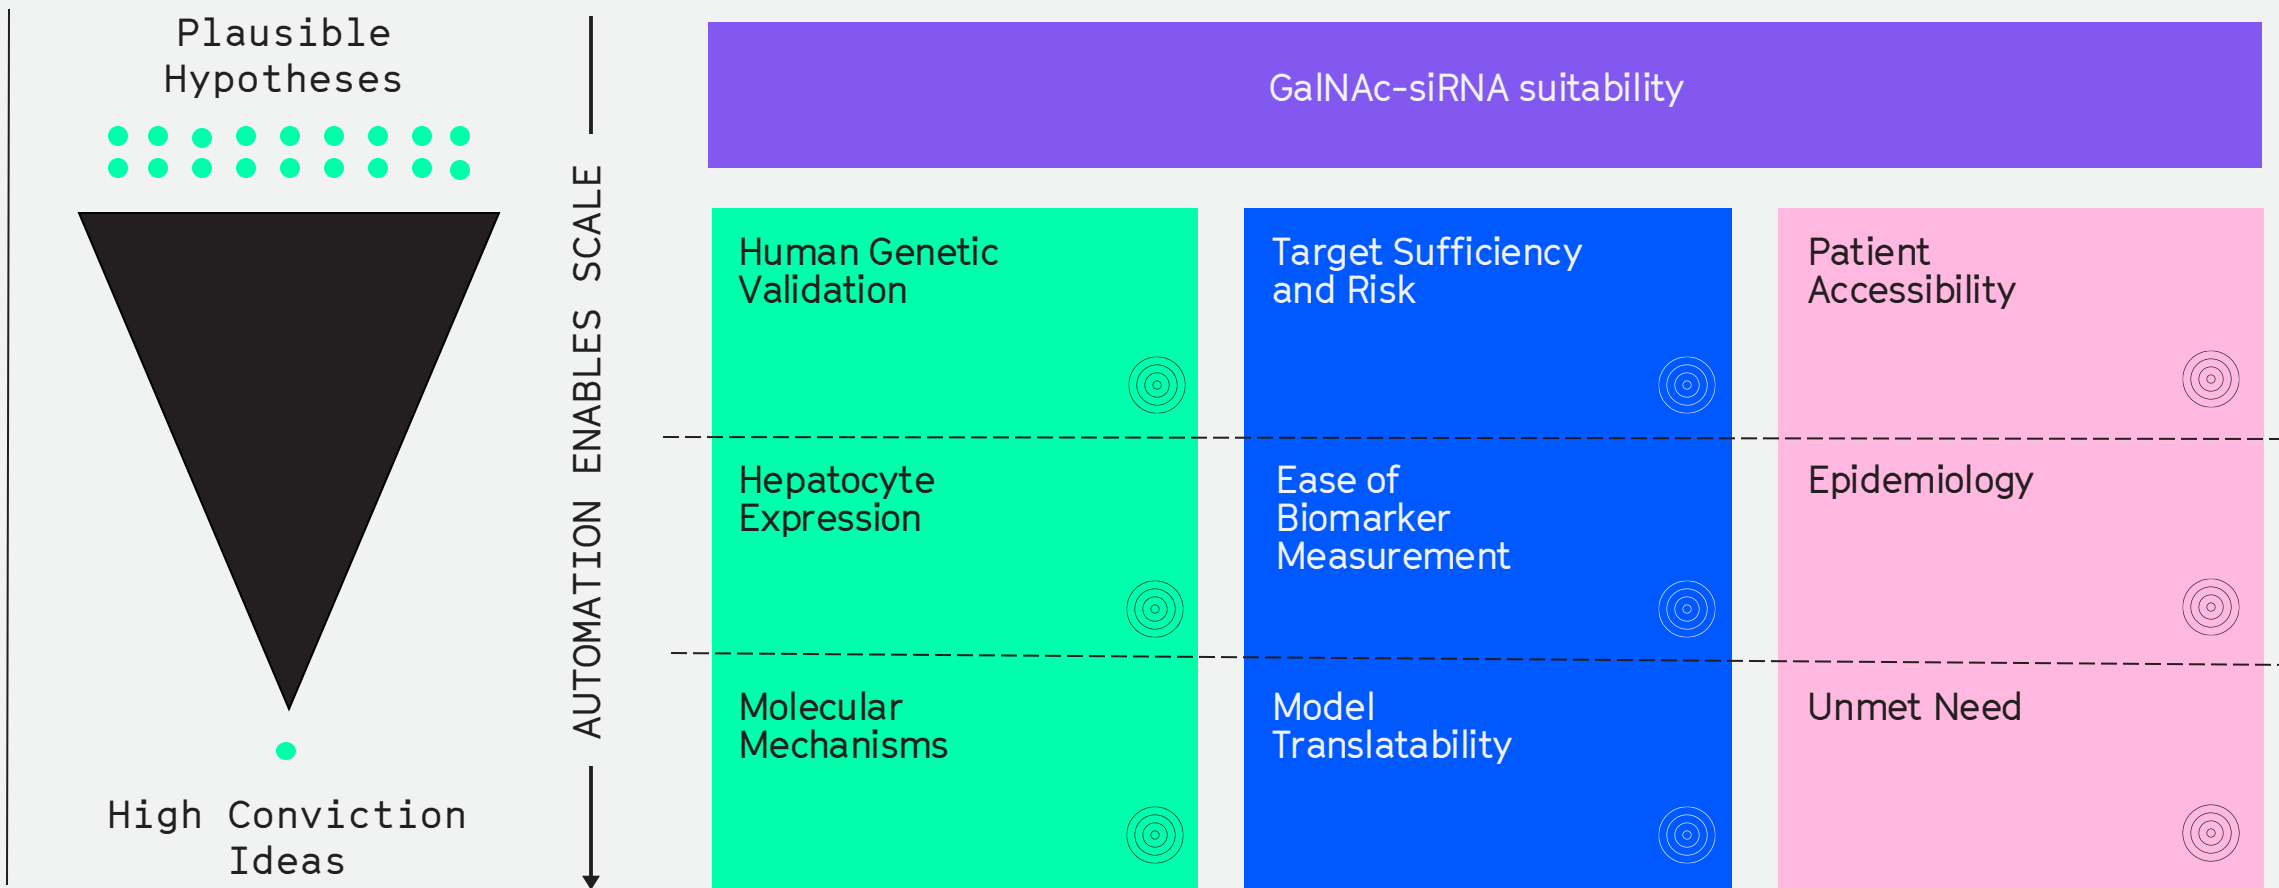 Plausible
Hypotheses
AUTOMATION ENABLES SCALE
High Conviction
Ideas
GalNAc-siRNA suitability
Human Genetic
Validation
Target Sufficiency
and Risk
Patient
Accessibility
Hepatocyte
Expression
Ease of
Biomarker
Measurement
Epidemiology
Molecular
Mechanisms
Model
Translatability
Unmet Need